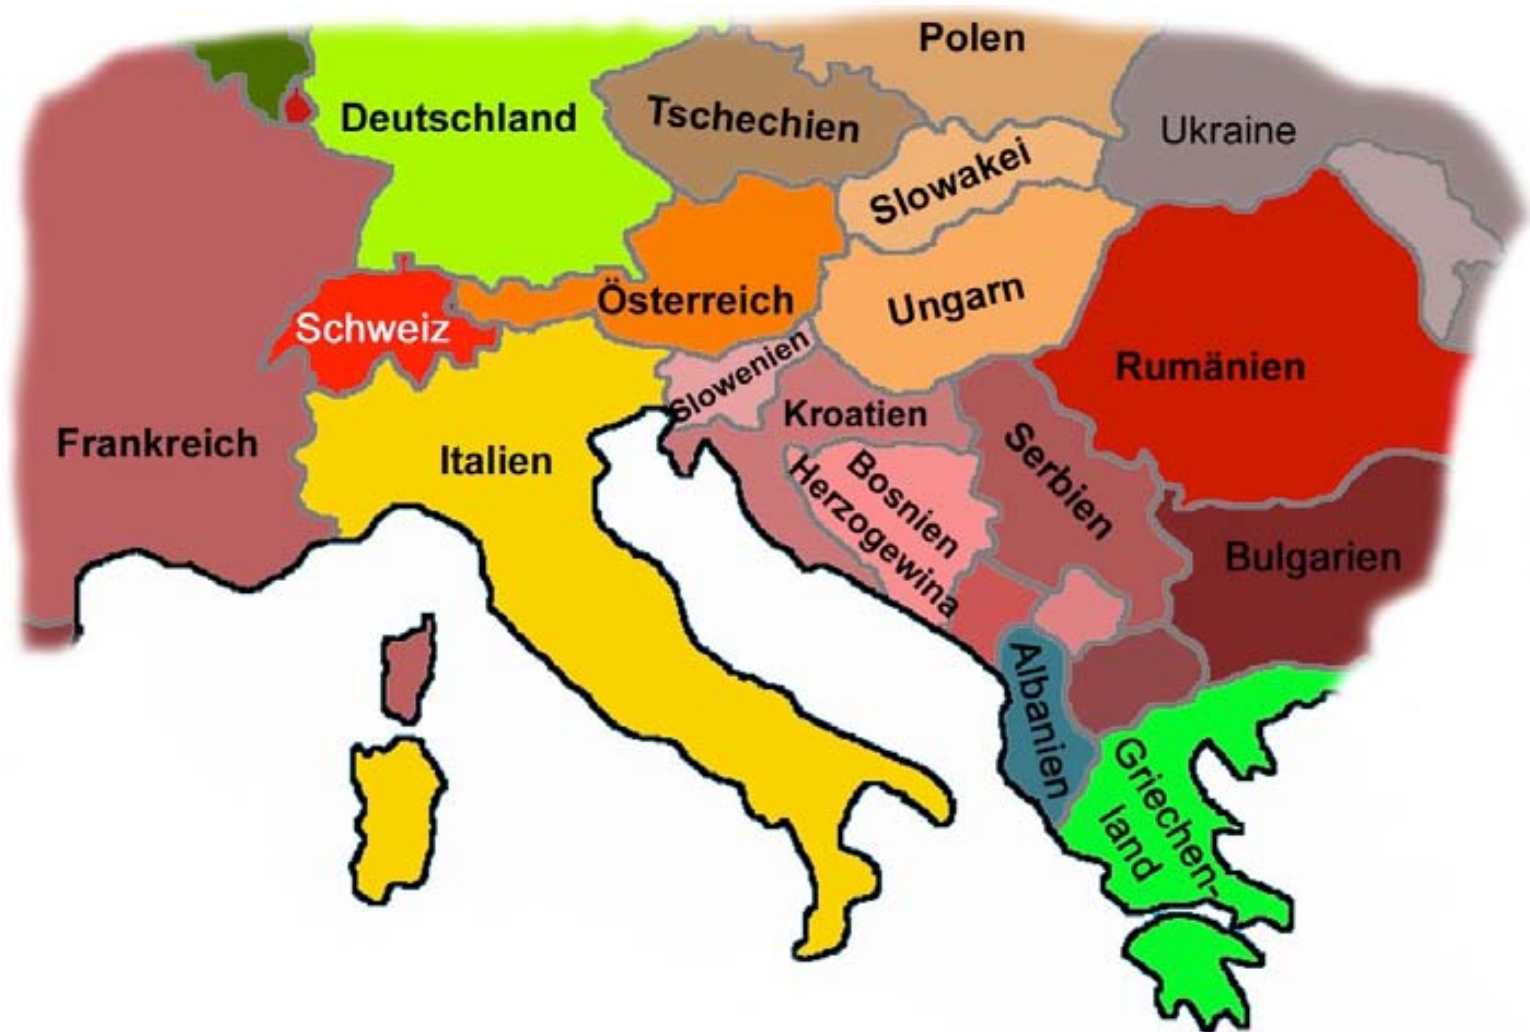 Polen
Deutschland
Tschechien
Ukraine
Slowakei
Österreich
Ungarn
Schweiz
Slowenien
Rumänien
Kroatien
Frankreich
Italien
Serbien
Bosnien
Herzogewina
Bulgarien
Albanien
Griechen-
land